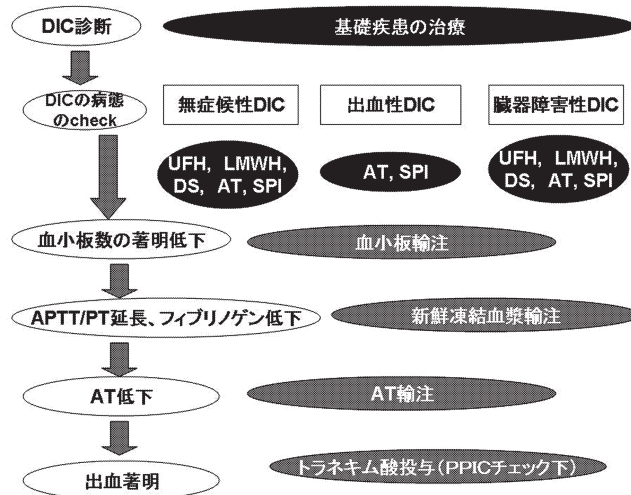 DIC診断
基礎疾患の治療
DICの病態
のcheck
無症候性DIC
出血性DIC
臓器障害性DIC
UFH, LMWH,
DS, AT, SPI
AT, SPI
UFH, LMWH,
DS, AT, SPI
血小板数の著明低下
血小板輸注
APTT/PT延長、フィブリノゲン低下
新鮮凍結血漿輸注
AT低下
AT輸注
出血著明
トラネキム酸投与(PPICチェック下)